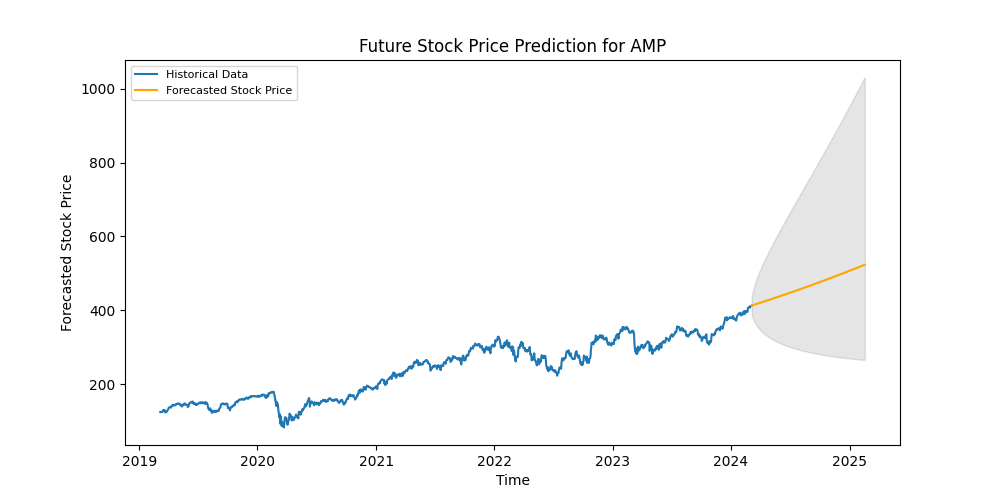 Future Stock Price Prediction for AMP
Historical Data
Forecasted Stock Price
1000
800
600
400
200
Forecasted Stock Price
2019 2020 2021 2022 2023 2024 2025
Time